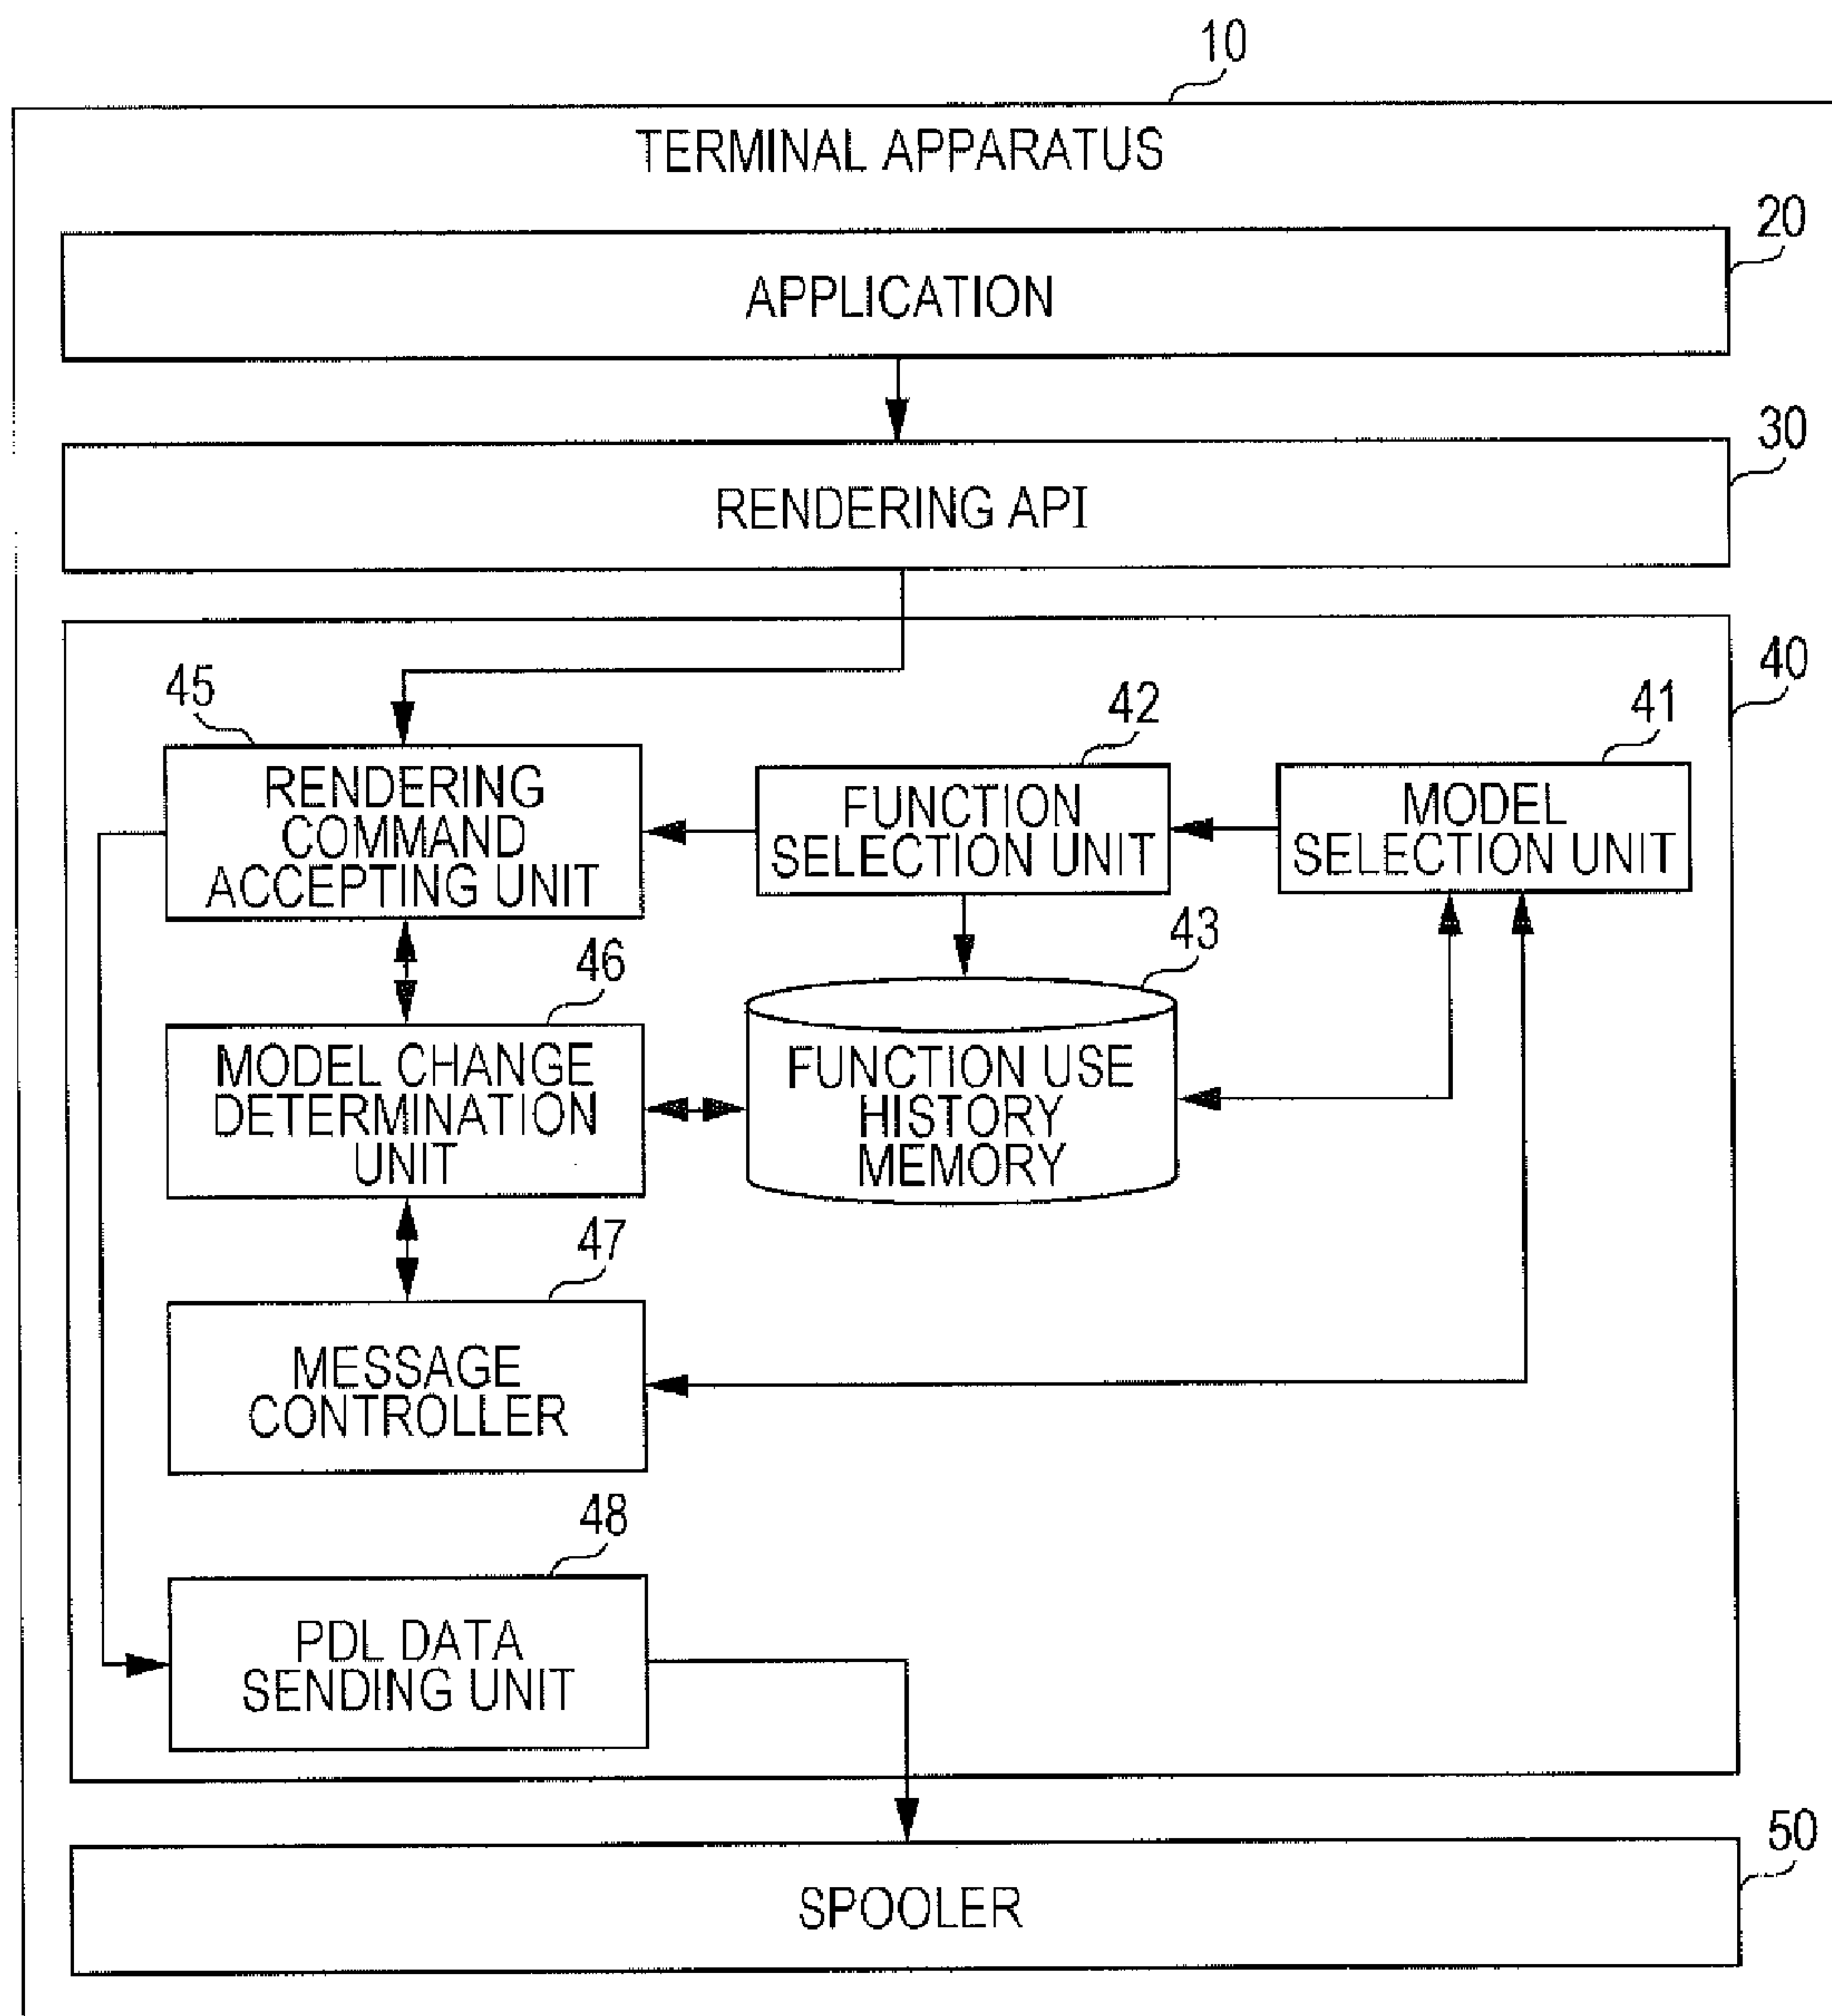 10
TERMINAL APPARATUS
20
APPLICATION
30
RENDERING API
40
45
RENDERING
COMMAND
ACCEPTING UNIT
42
FUNCTION
SELECTION UNIT
41
MODEL
SELECTION UNIT
46
MODEL CHANGE
DETERMINATION
UNIT
43
FUNCTION USE
HISTORY
MEMORY
47
MESSAGE
CONTROLLER
48
PDL DATA
SENDING UNIT
50
SPOOLER